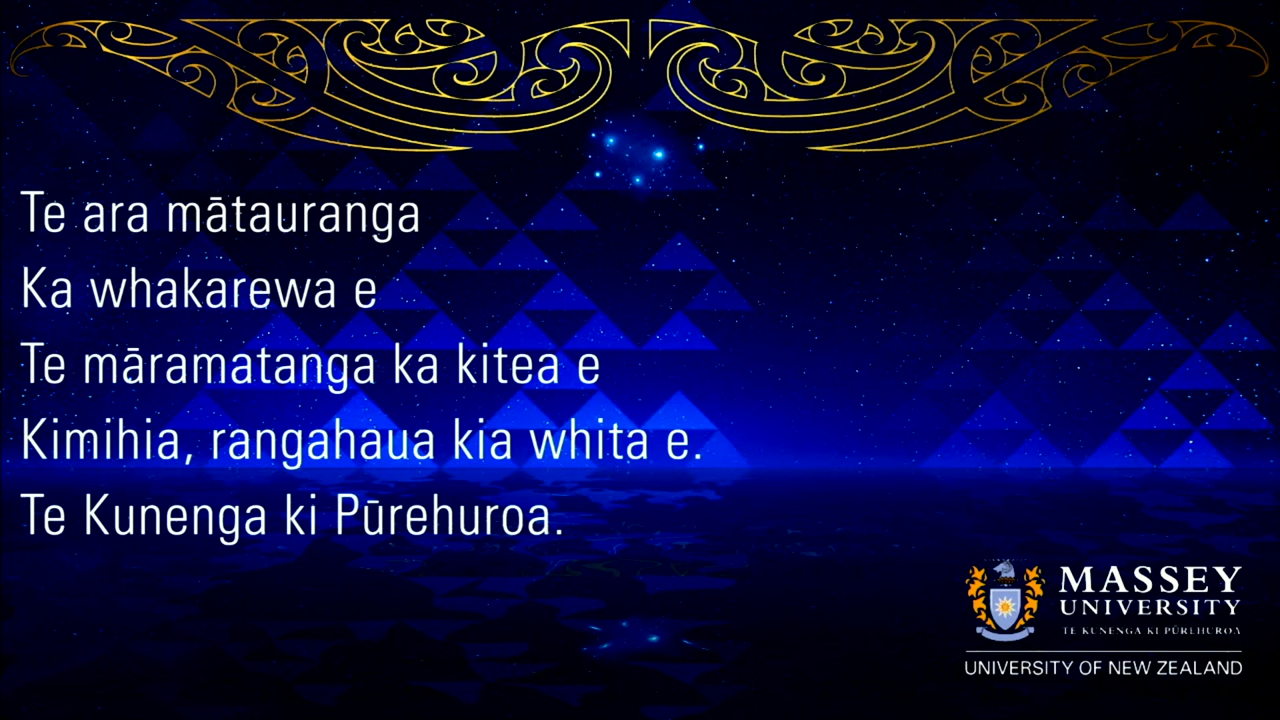 Te ara mātauranga
Ka whakarewa e
Te māramatanga ka kitea e
Kimihia, rangahaua kia whita e.
Te Kunenga ki Pūrehuroa.
MASSEY
UNIVERSITY
TE KUNENGA KI PŪREHUROA
UNIVERSITY OF NEW ZEALAND